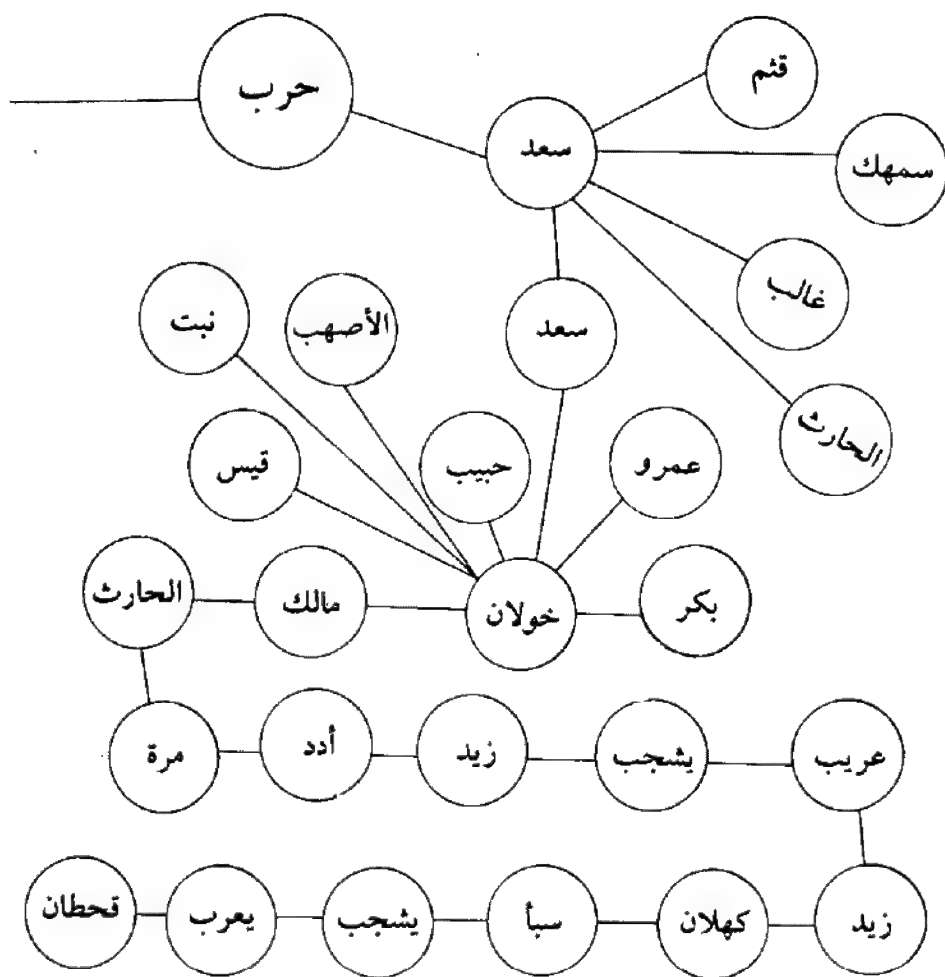 حرب
قثم
سعد
سمهك
غالب
سعد
الأصهب
نبت
الحارث
عمرو
حبيب
قيس
بكر
خولان
مالك
الحارث
عريب
يشجب
زيد
أدد
مرة
زيد
كهلان
سبأ
يشجب
يعرب
قحطان